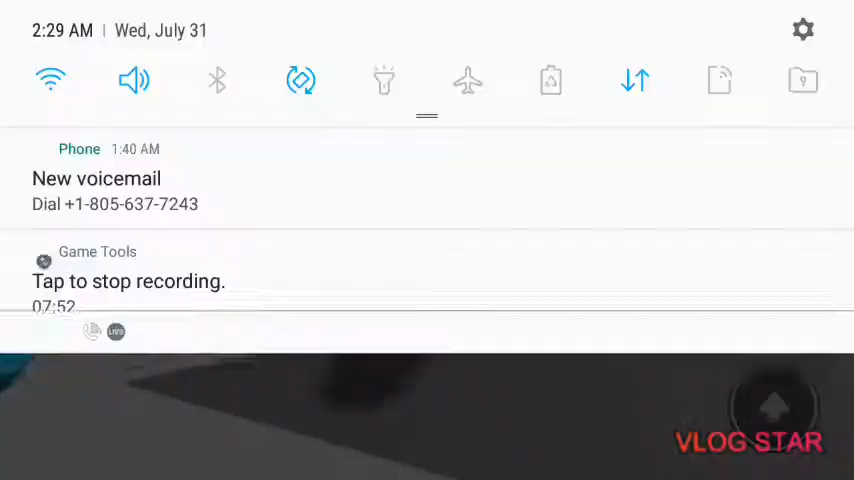 2:29 AM | Wed, July 31
Phone 1:40 AM
New voicemail
Dial +1-805-637-7243
Game Tools
Tap to stop recording.
07:52
LIVE
VLOG STAR